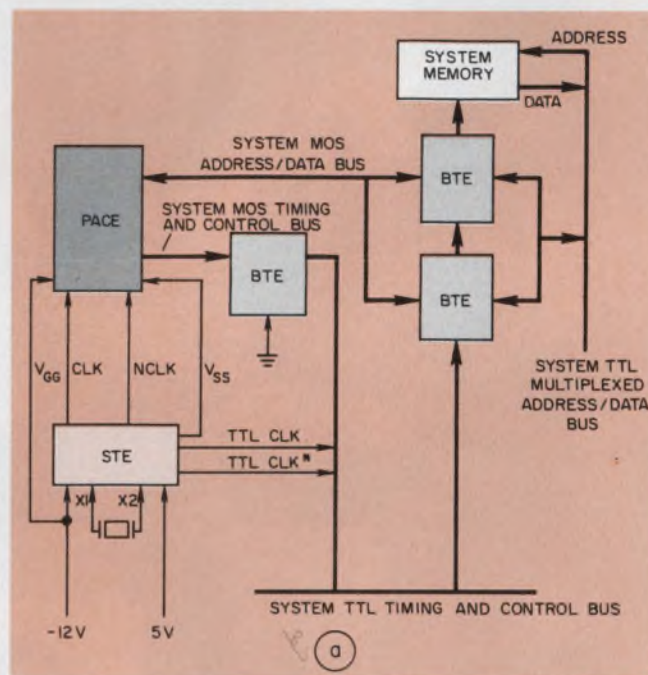 ADDRESS
SYSTEM
MEMORY
DATA
SYSTEM MOS
ADDRESS/DATA BUS
BTE
PACE
SYSTEM MOS TIMING
AND CONTROL BUS
BTE
BTE
VGG
CLK
NCLK
VSS
SYSTEM TTL
MULTIPLEXED
ADDRESS/DATA
BUS
STE
TTL CLK
TTL CLK*
X1
X2
SYSTEM TTL TIMING AND CONTROL BUS
-12V
5V
a